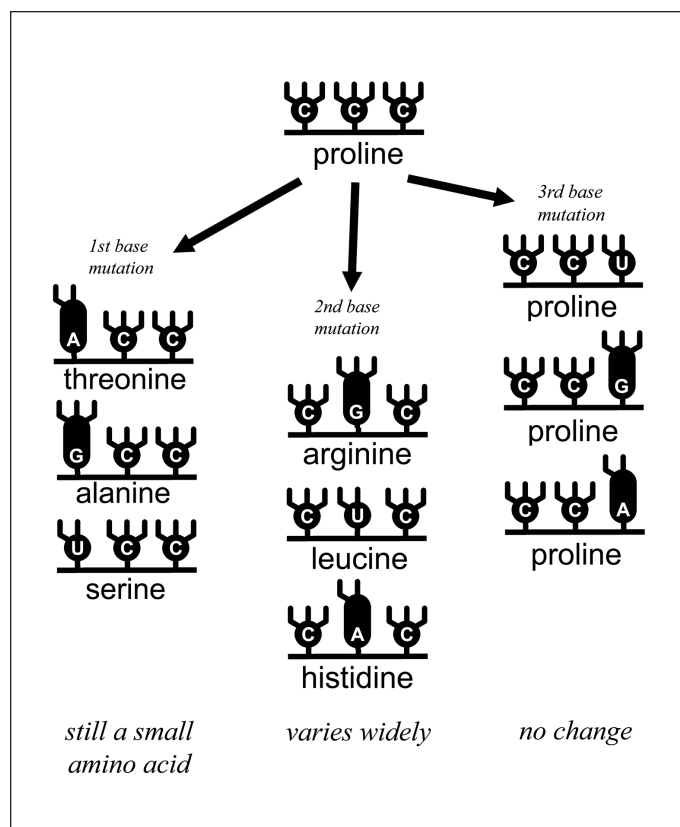 C C C
proline
1st base
mutation
A C C
threonine
G C C
alanine
U C C
serine
still a small
amino acid
2nd base
mutation
C G C
arginine
C U C
leucine
C A C
histidine
varies widely
3rd base
mutation
C C U
proline
C C G
proline
C C A
proline
no change